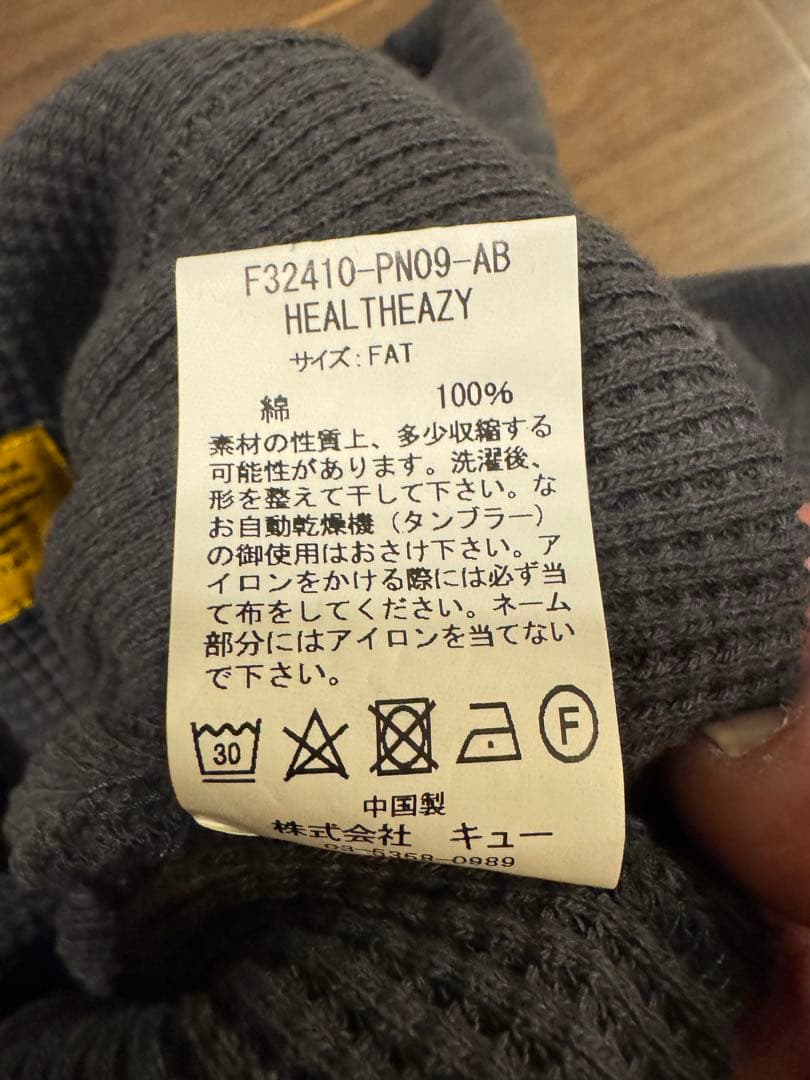 F32410-PN09-AB
HEALTHEAZY
サイズ:FAT
綿 100%
素材の性質上、多少収縮する
可能性があります。洗濯後、
形を整えて干して下さい。な
お自動乾燥機(タンブラー)
の御使用はおさけ下さい。ア
イロンをかける際には必ず当
て布をしてください。ネーム
部分にはアイロンを当てない
で下さい。
30 F
中国製
株式会社 キュー
03-5358-0989